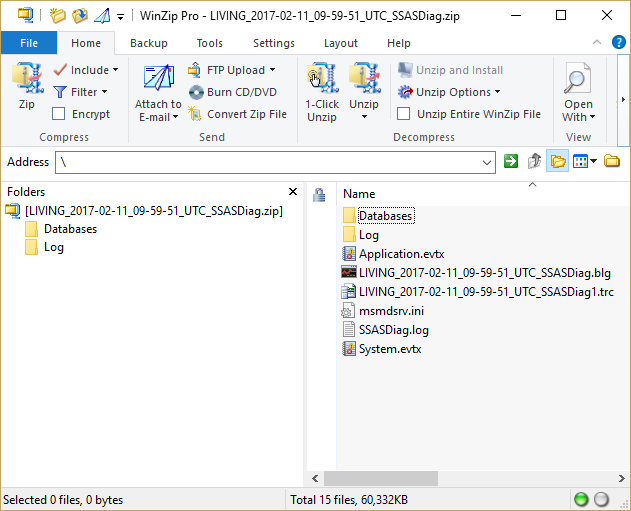 WinZip Pro - LIVING_2017-02-11_09-59-51_UTC_SSASDiag.zip
File Home Backup Tools Settings Layout Help
Zip
Include
Filter
Encrypt
Compress
Attach to
E-mail
FTP Upload
Burn CD/DVD
Convert Zip File
Send
1-Click
Unzip
Unzip
Unzip and Install
Unzip Options
Unzip Entire WinZip File
Decompress
Open
With
View
Address \
Folders
[LIVING_2017-02-11_09-59-51_UTC_SSASDiag.zip]
Databases
Log
Name
Databases
Log
Application.evtx
LIVING_2017-02-11_09-59-51_UTC_SSASDiag.blg
LIVING_2017-02-11_09-59-51_UTC_SSASDiag1.trc
msmdsrv.ini
SSASDiag.log
System.evtx
Selected 0 files, 0 bytes
Total 15 files, 60,332KB